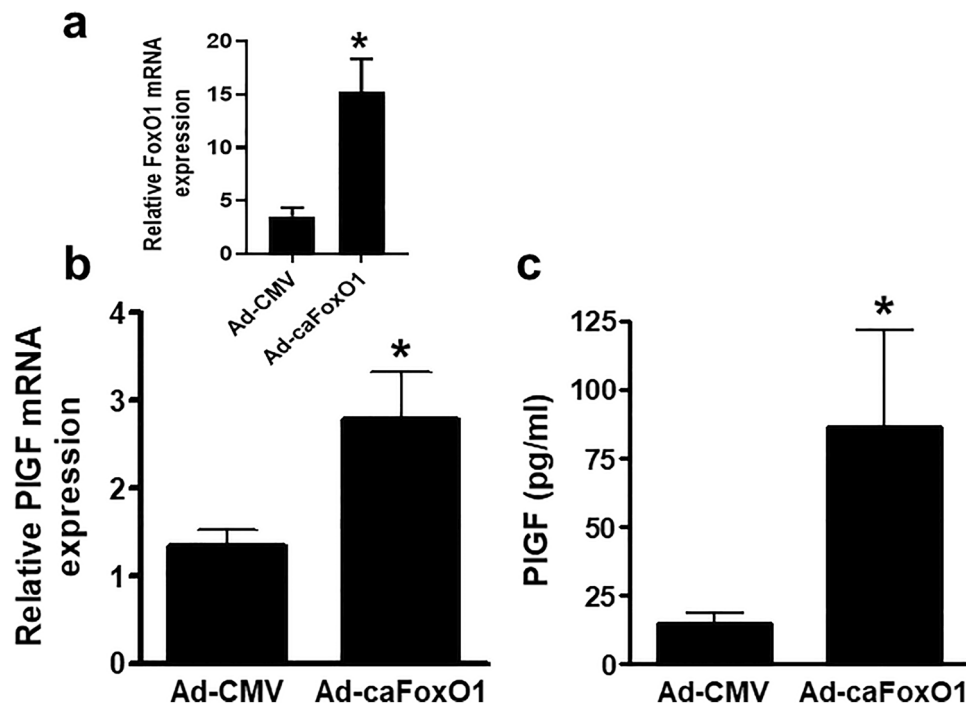 a
Relative FoxO1 mRNA
expression
20
15
10
5
0
*
Ad-CMV
Ad-caFoxO1
b
Relative PlGF mRNA
expression
4
3
2
1
0
*
Ad-CMV
Ad-caFoxO1
c
PlGF (pg/ml)
125
100
75
50
25
0
*
Ad-CMV
Ad-caFoxO1